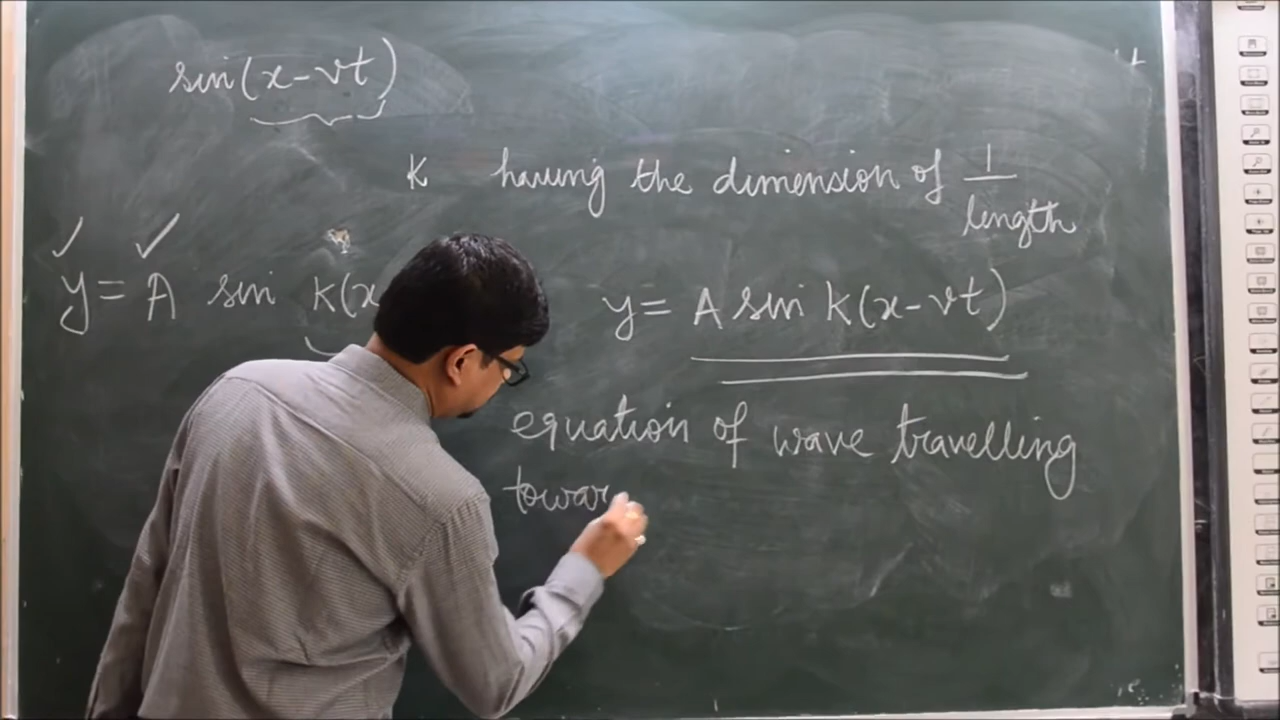 sin(x-vt)
K having the dimension of 1/length
y = A sin K(x
y = A sin K(x-vt)
equation of wave travelling
towar